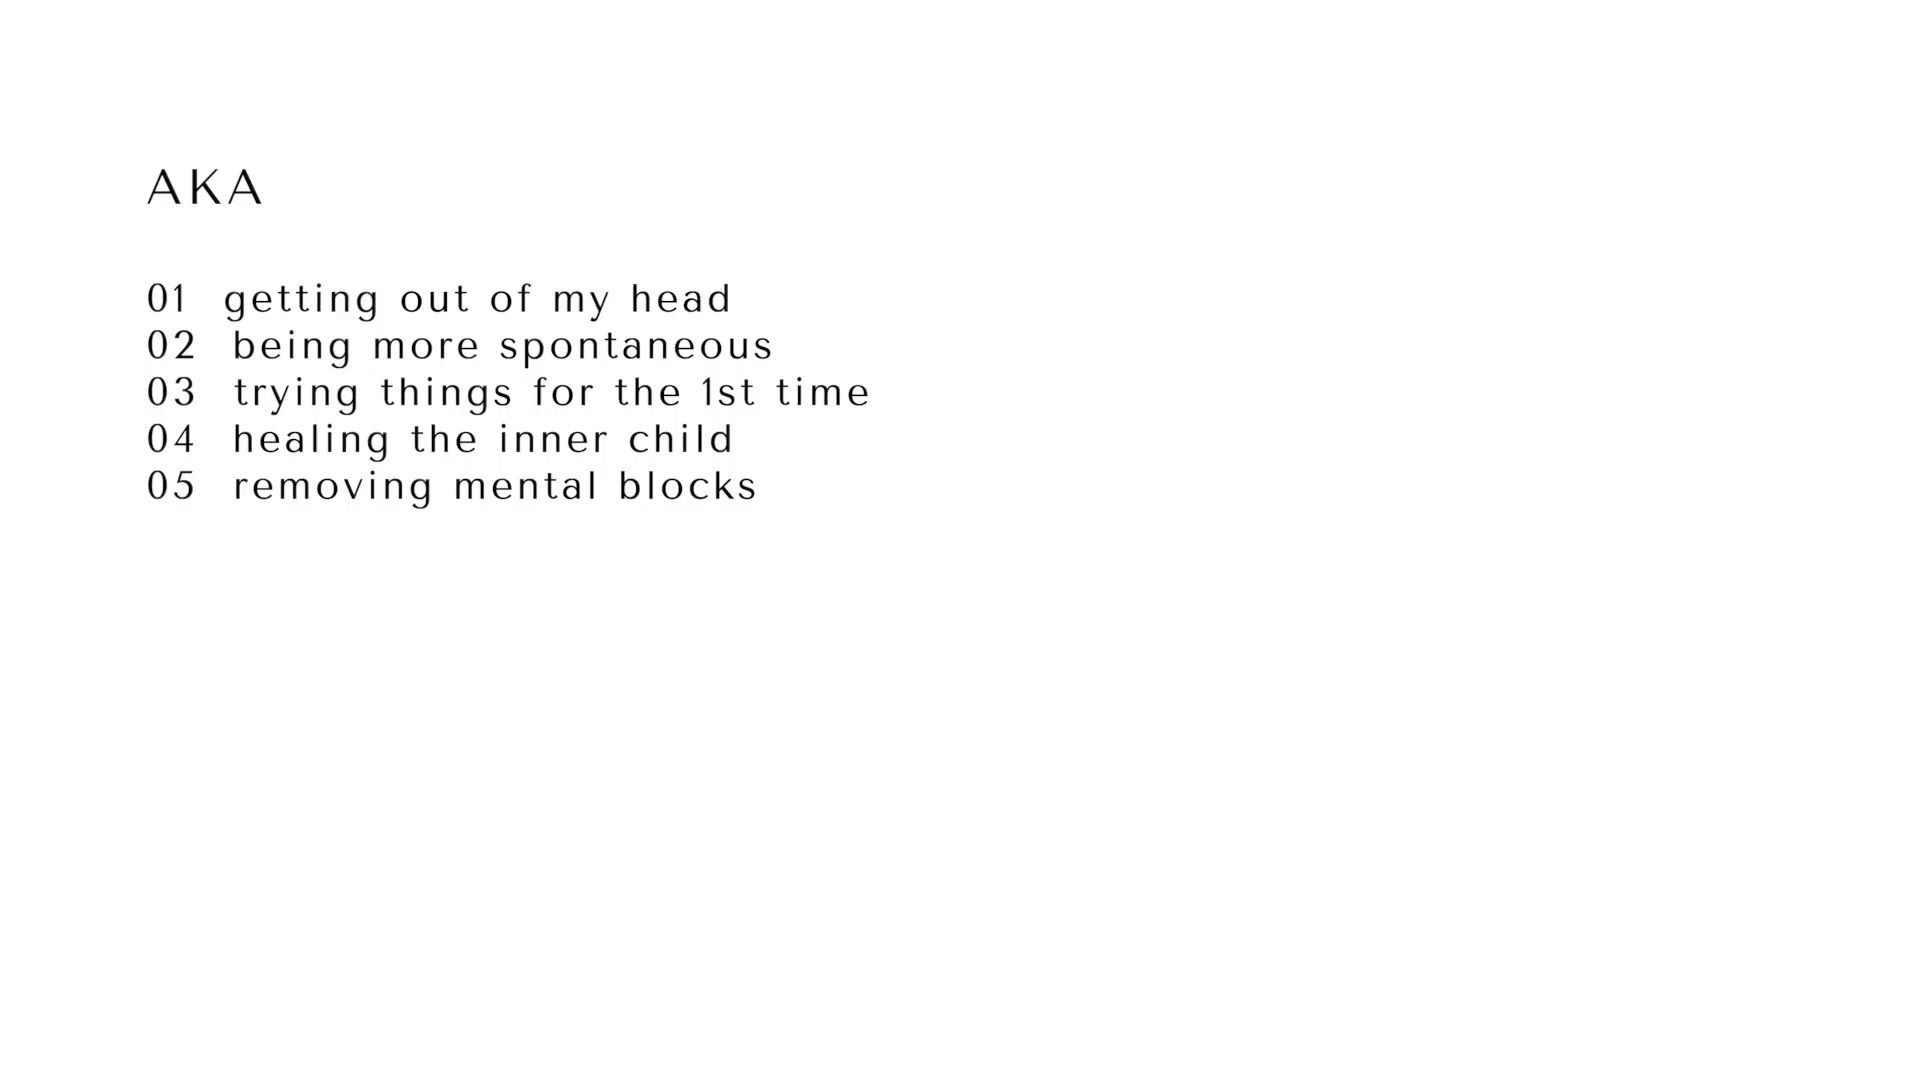 AKA
01 getting out of my head
02 being more spontaneous
03 trying things for the 1st time
04 healing the inner child
05 removing mental blocks